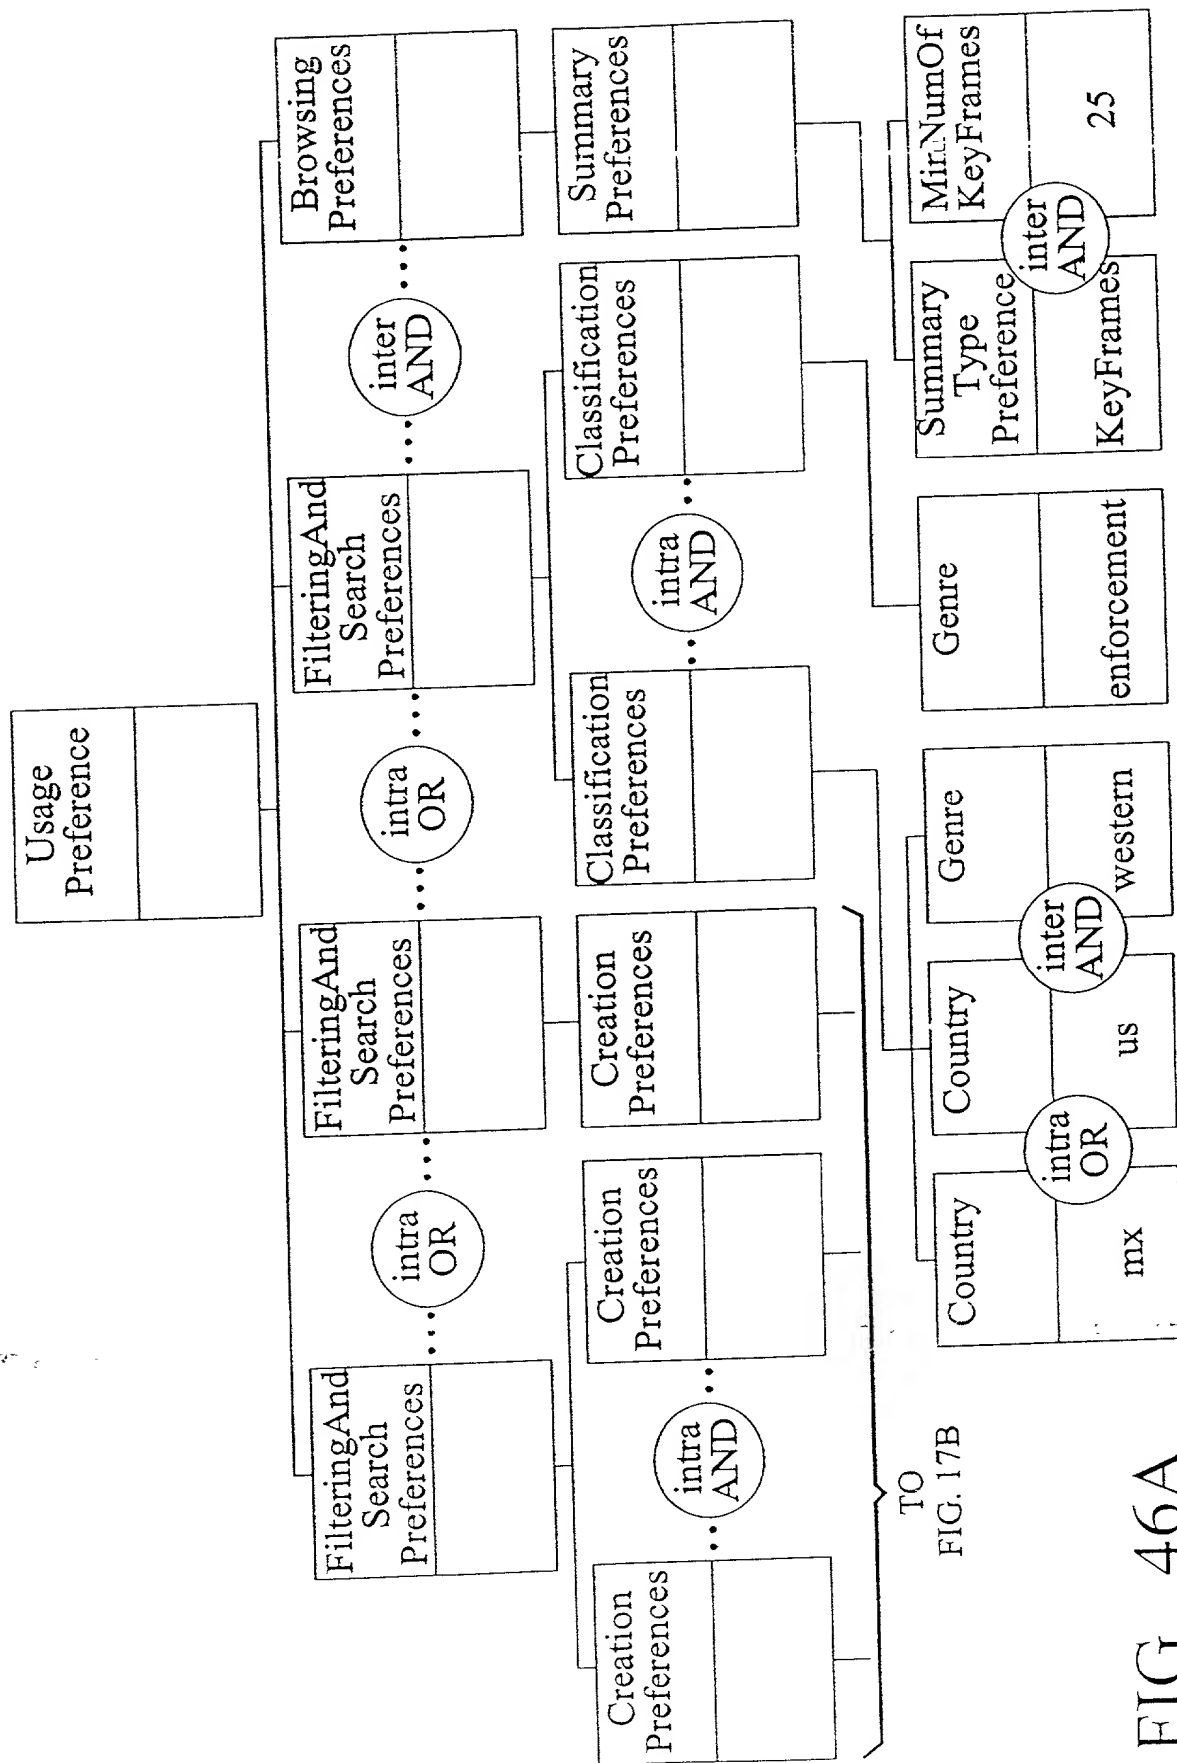 Usage
Preference
FilteringAnd
Search
Preferences
intra
OR
FilteringAnd
Search
Preferences
intra
OR
FilteringAnd
Search
Preferences
inter
AND
Browsing
Preferences
Creation
Preferences
intra
AND
Creation
Preferences
Creation
Preferences
Classification
Preferences
intra
AND
Classification
Preferences
Summary
Preferences
TO
FIG. 17B
Country
mx
intra
OR
Country
us
inter
AND
Genre
western
Genre
enforcement
Summary
Type
Preference
KeyFrames
inter
AND
MinNumOf
KeyFrames
25
FIG 46A